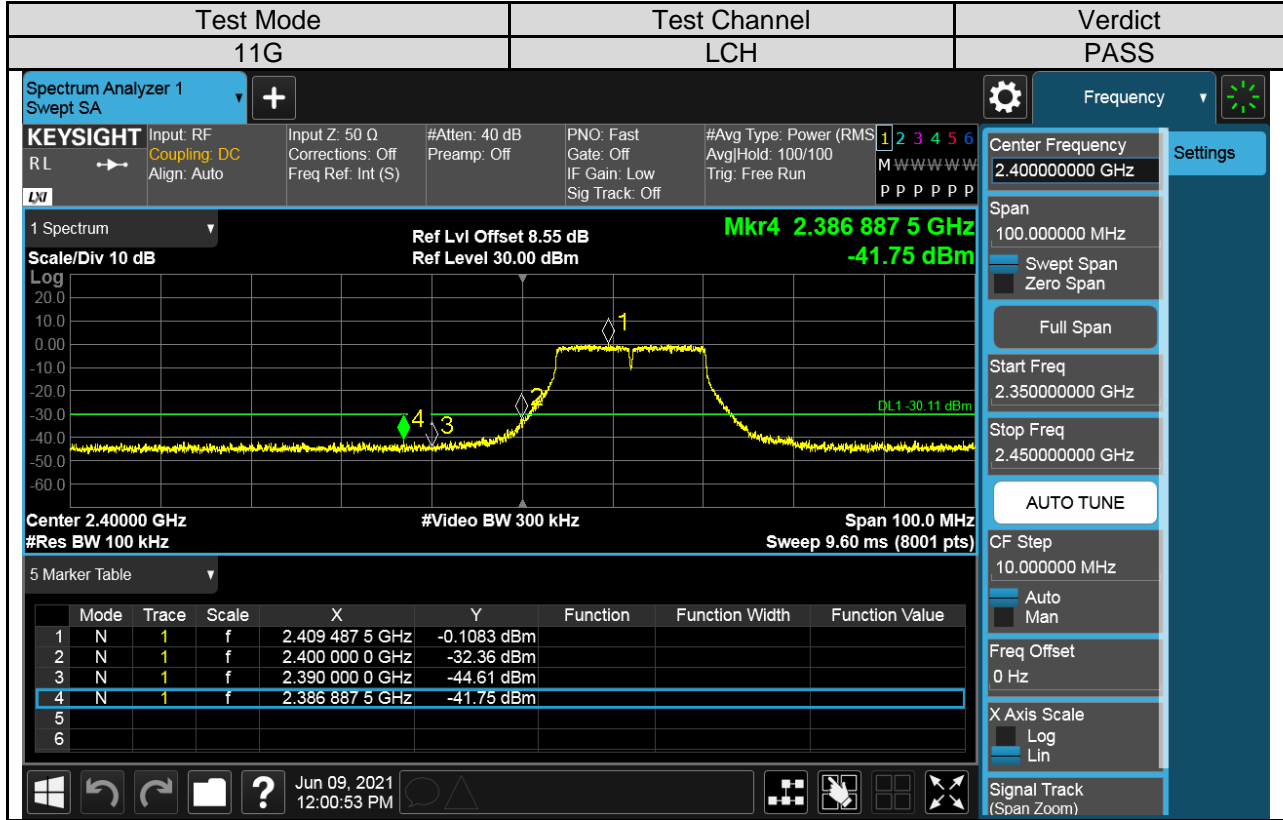 Test Mode Test Channel Verdict
11G LCH PASS
Spectrum Analyzer 1
Swept SA
Frequency
KEYSIGHT Input: RF Input Z: 50 Ω #Atten: 40 dB PNO: Fast #Avg Type: Power (RMS 1 2 3 4 5 6
RL Coupling: DC Corrections: Off Preamp: Off Gate: Off Avg|Hold: 100/100 M W W W W W
Align: Auto Freq Ref: Int (S) IF Gain: Low Trig: Free Run
LXI Sig Track: Off P P P P P P
1 Spectrum
Ref Lvl Offset 8.55 dB
Mkr4 2.386 887 5 GHz
Scale/Div 10 dB Ref Level 30.00 dBm -41.75 dBm
Log
20.0
10.0
0.00
-10.0
-20.0
-30.0
-40.0
-50.0
-60.0
1
2
3
4
DL1 -30.11 dBm
Center 2.40000 GHz #Video BW 300 kHz Span 100.0 MHz
#Res BW 100 kHz Sweep 9.60 ms (8001 pts)
5 Marker Table
Mode Trace Scale X Y Function Function Width Function Value
1 N 1 f 2.409 487 5 GHz -0.1083 dBm
2 N 1 f 2.400 000 0 GHz -32.36 dBm
3 N 1 f 2.390 000 0 GHz -44.61 dBm
4 N 1 f 2.386 887 5 GHz -41.75 dBm
5
6
?
Jun 09, 2021
12:00:53 PM
Center Frequency
2.400000000 GHz
Settings
Span
100.000000 MHz
Swept Span
Zero Span
Full Span
Start Freq
2.350000000 GHz
Stop Freq
2.450000000 GHz
AUTO TUNE
CF Step
10.000000 MHz
Auto
Man
Freq Offset
0 Hz
X Axis Scale
Log
Lin
Signal Track
(Span Zoom)